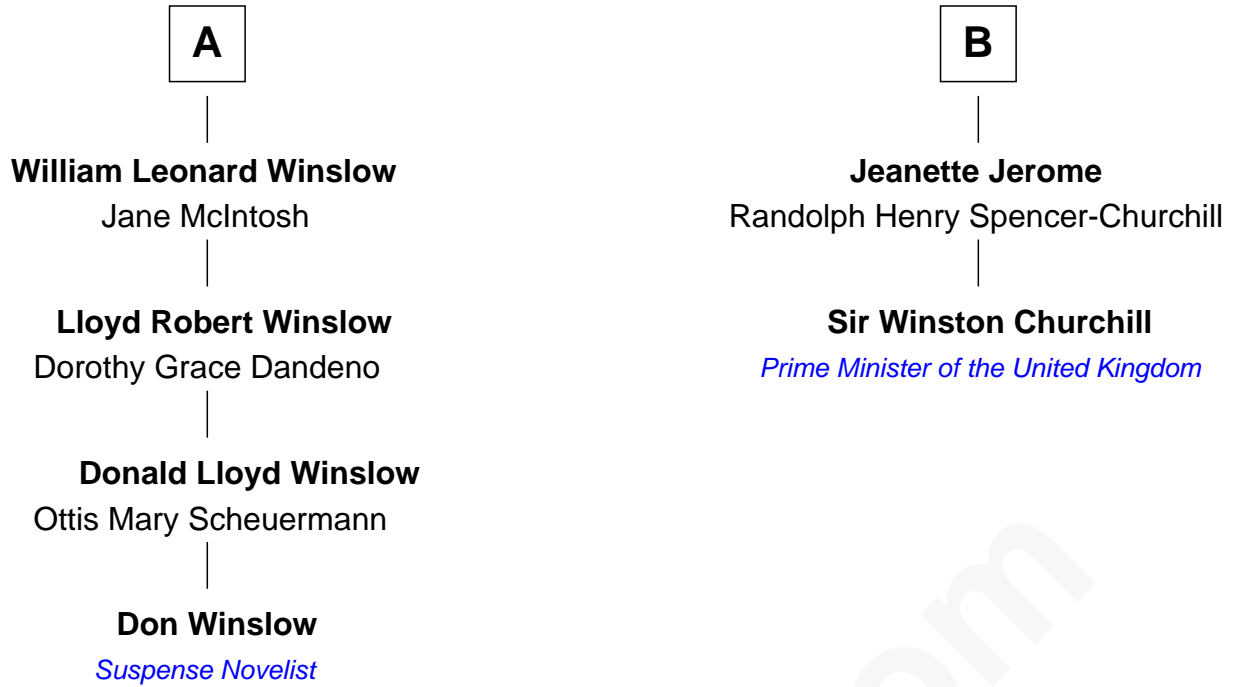 A
William Leonard Winslow
Jane McIntosh
Lloyd Robert Winslow
Dorothy Grace Dandeno
Donald Lloyd Winslow
Ottis Mary Scheuermann
Don Winslow
Suspense Novelist
B
Jeanette Jerome
Randolph Henry Spencer-Churchill
Sir Winston Churchill
Prime Minister of the United Kingdom
om